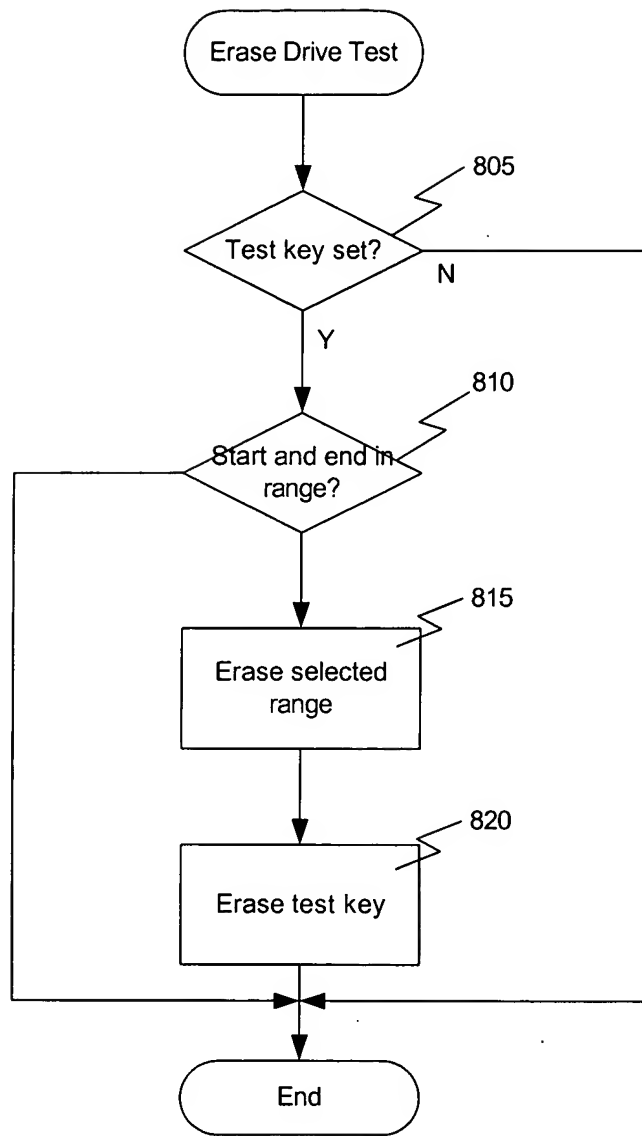 Erase Drive Test
805
Test key set?
N
Y
810
Start and end in
range?
815
Erase selected
range
820
Erase test key
End